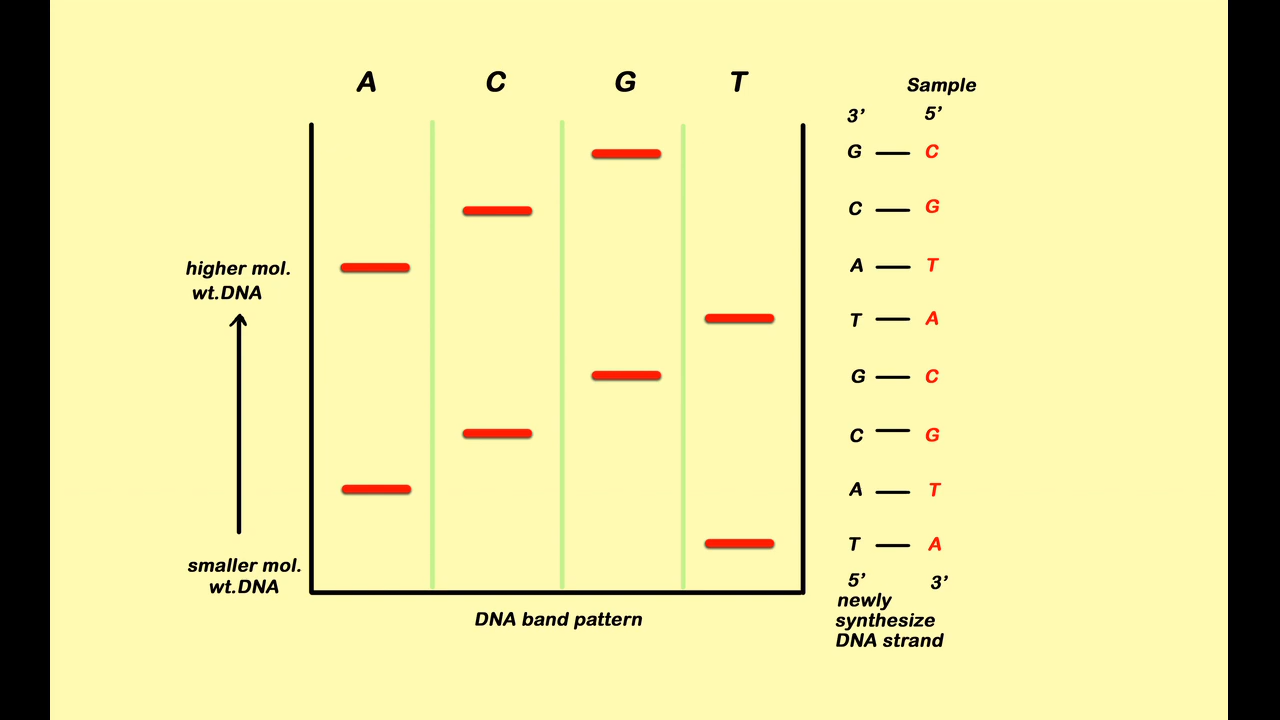 A C G T
Sample
3’ 5’
G C
C G
A T
T A
G C
C G
A T
T A
5’ 3’
newly
synthesize
DNA strand
higher mol.
wt.DNA
smaller mol.
wt.DNA
DNA band pattern